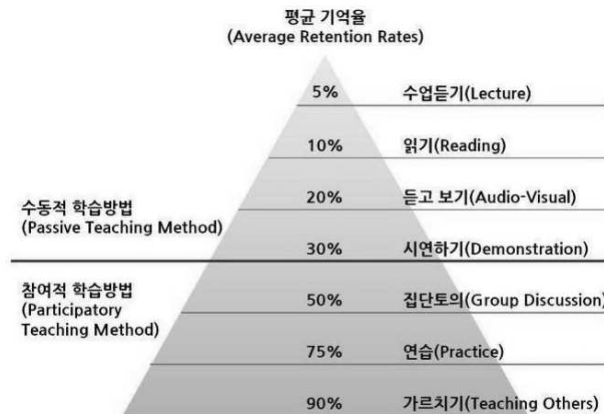 평균 기억율
(Average Retention Rates)
5% 수업듣기(Lecture)
10% 읽기(Reading)
20% 듣고 보기(Audio-Visual)
수동적 학습방법
(Passive Teaching Method)
30% 시연하기(Demonstration)
참여적 학습방법
(Participatory
Teaching Method)
50% 집단토의(Group Discussion)
75% 연습(Practice)
90% 가르치기(Teaching Others)